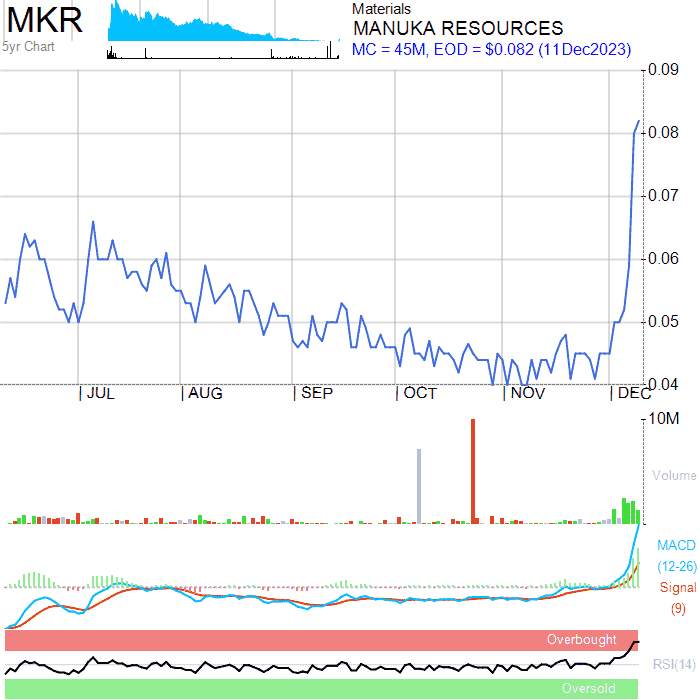 MKR
5yr Chart
Materials
MANUKA RESOURCES
MC = 45M, EOD = $0.082 (11Dec2023)
0.09
0.08
0.07
0.06
0.05
0.04
JUL AUG SEP OCT NOV DEC
10M
Volume
MACD
(12-26)
Signal
(9)
Overbought
RSI(14)
Oversold